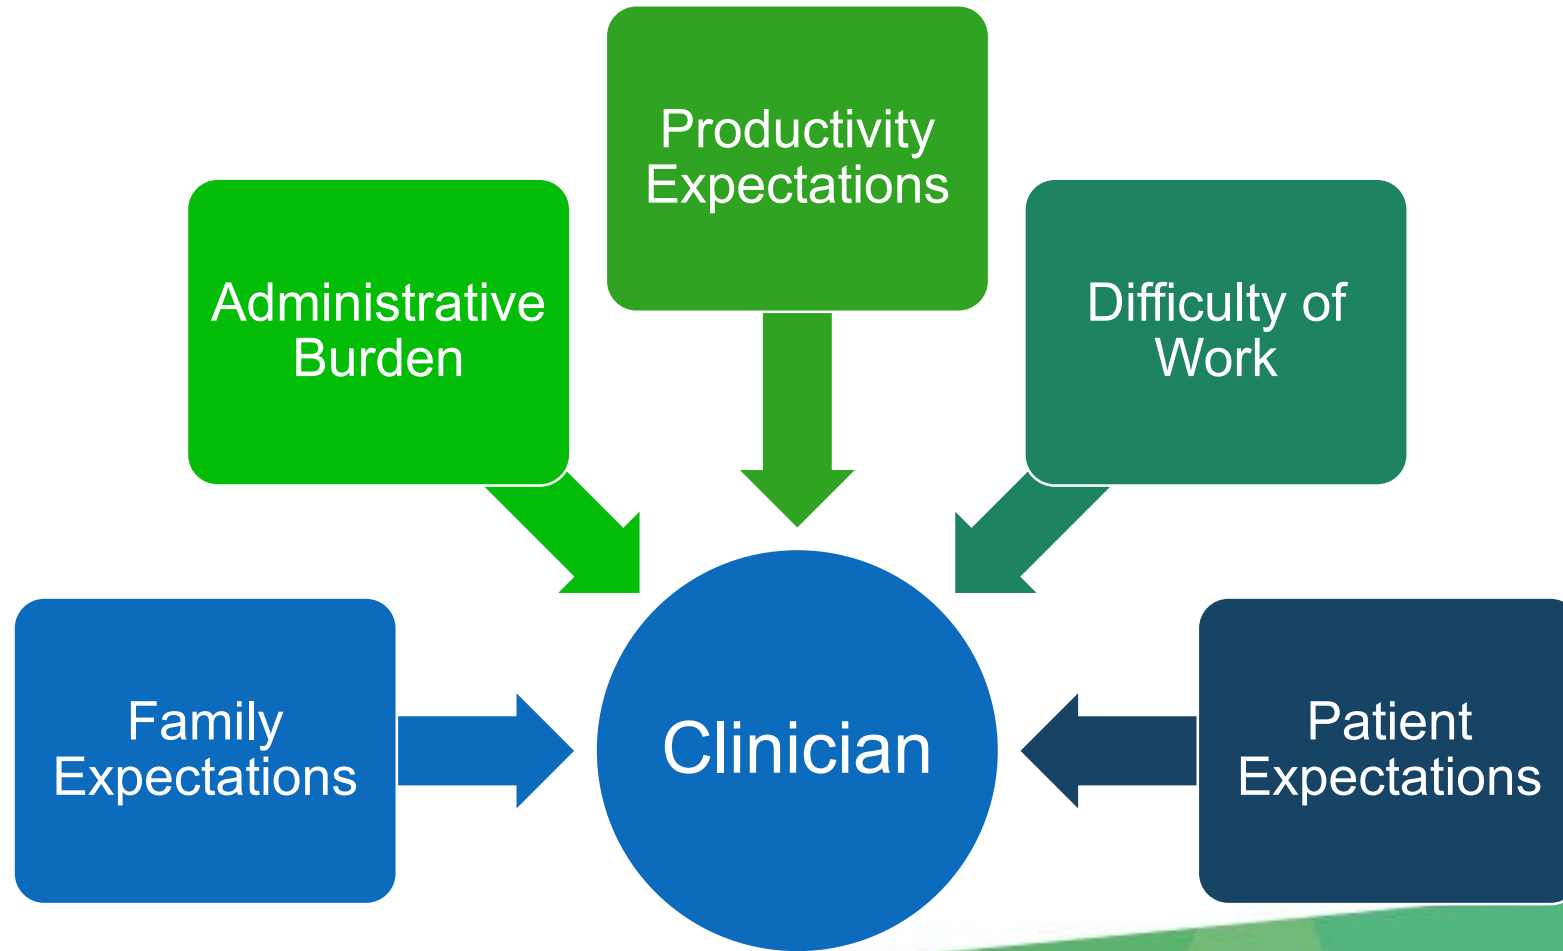 Productivity
Expectations
Administrative
Burden
Difficulty of
Work
Family
Expectations
Clinician
Patient
Expectations